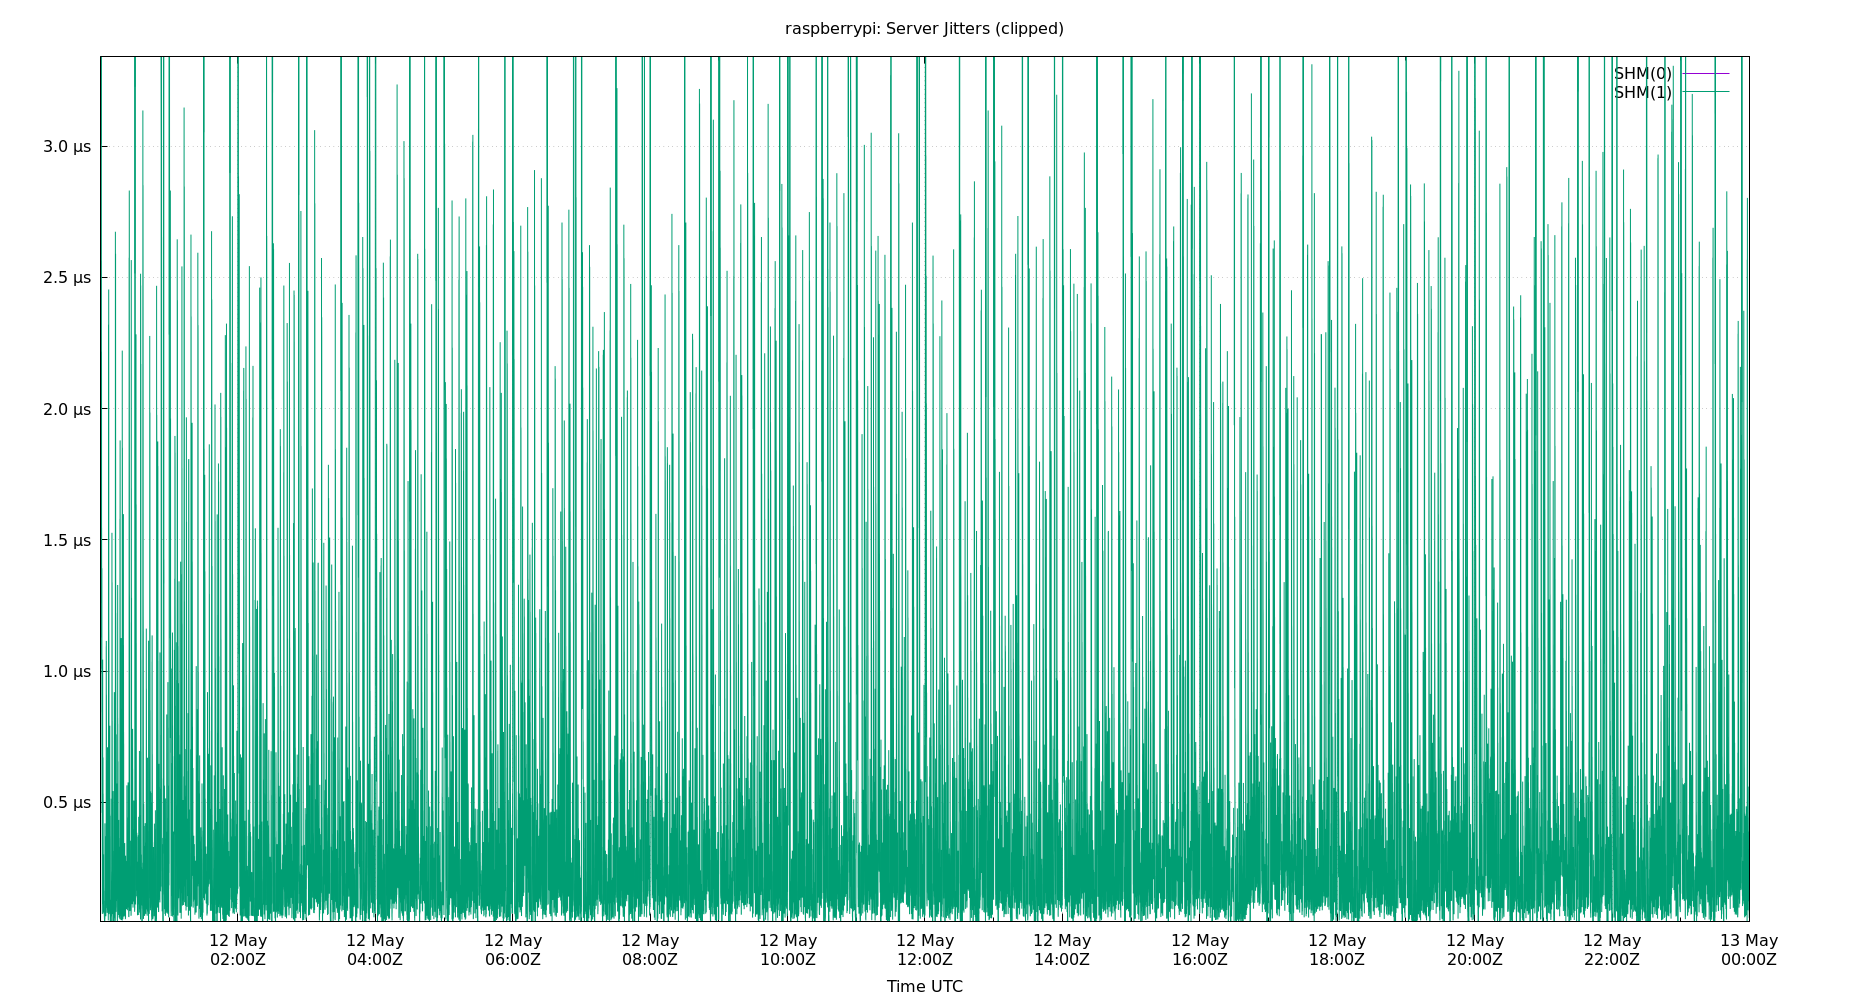 raspberrypi: Server Jitters (clipped)
SHM(0)
SHM(1)
3.0 µs
2.5 µs
2.0 µs
1.5 µs
1.0 µs
0.5 µs
12 May 12 May 12 May 12 May 12 May 12 May 12 May 12 May 12 May 12 May 12 May 13 May
02:00Z 04:00Z 06:00Z 08:00Z 10:00Z 12:00Z 14:00Z 16:00Z 18:00Z 20:00Z 22:00Z 00:00Z
Time UTC